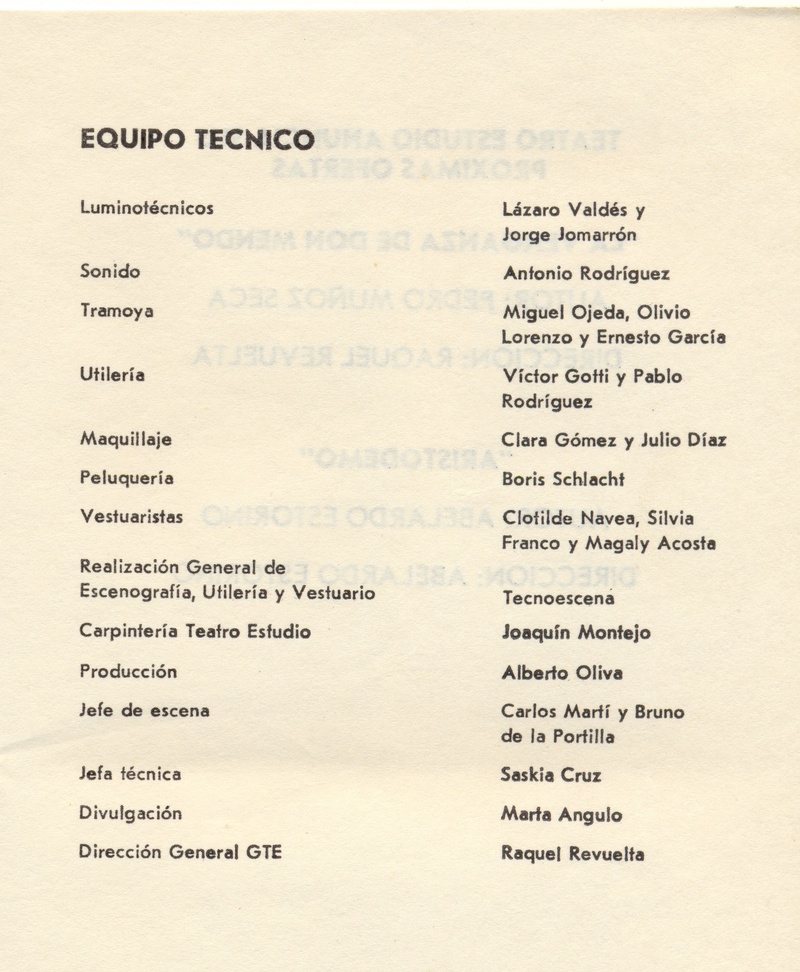 EQUIPO TECNICO
Luminotécnicos Lázaro Valdés y
Jorge Jomarrón
Sonido Antonio Rodríguez
Tramoya Miguel Ojeda, Olivio
Lorenzo y Ernesto García
Utilería Víctor Gotti y Pablo
Rodríguez
Maquillaje Clara Gómez y Julio Díaz
Peluquería Boris Schlacht
Vestuaristas Clotilde Navea, Silvia
Franco y Magaly Acosta
Realización General de
Escenografía, Utilería y Vestuario Tecnoescena
Carpintería Teatro Estudio Joaquín Montejo
Producción Alberto Oliva
Jefe de escena Carlos Martí y Bruno
de la Portilla
Jefa técnica Saskia Cruz
Divulgación Marta Angulo
Dirección General GTE Raquel Revuelta